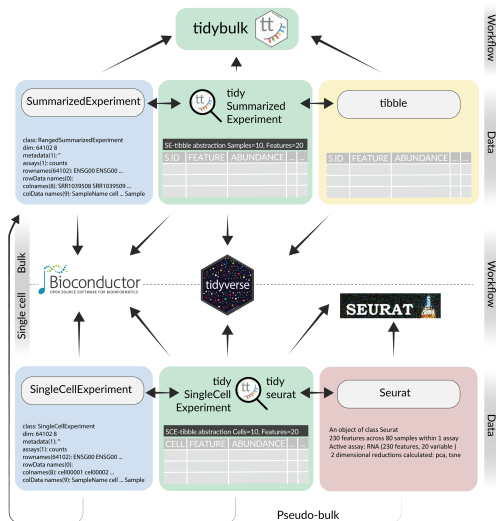 tidybulk
tt
Workflow
SummarizedExperiment
class: RangedSummarizedExperiment
dim: 64102 8
metadata(1): ''
assays(1): counts
rownames(64102): ENSG00 ENSG00 ...
rowData names(0):
colnames(8): SRR1039508 SRR1039509 ...
colData names(9): SampleName cell ... Sample
tt
tidy
Summarized
Experiment
SE-tibble abstraction Samples=10, Features=20
S.ID FEATURE ABUNDANCE ... ...
tibble
S.ID FEATURE ABUNDANCE ... ...
Data
Bulk
Single cell
Bioconductor
OPEN SOURCE SOFTWARE FOR BIOINFORMATICS
tidyverse
SEURAT
Workflow
SingleCellExperiment
class: SingleCellExperiment
dim: 64102 8
metadata(1): ''
assays(1): counts
rownames(64102): ENSG00 ENSG00 ...
rowData names(0):
colnames(8): cell00001 cell00002 ...
colData names(9): SampleName cell ... Sample
tidy
SingleCell
Experiment
tt
tidy
seurat
SCE-tibble abstraction Cells=10, Features=20
CELL FEATURE ABUNDANCE ... ...
Seurat
An object of class Seurat
230 features across 80 samples within 1 assay
Active assay: RNA (230 features, 20 variable )
2 dimensional reductions calculated: pca, tsne
Data
Pseudo-bulk